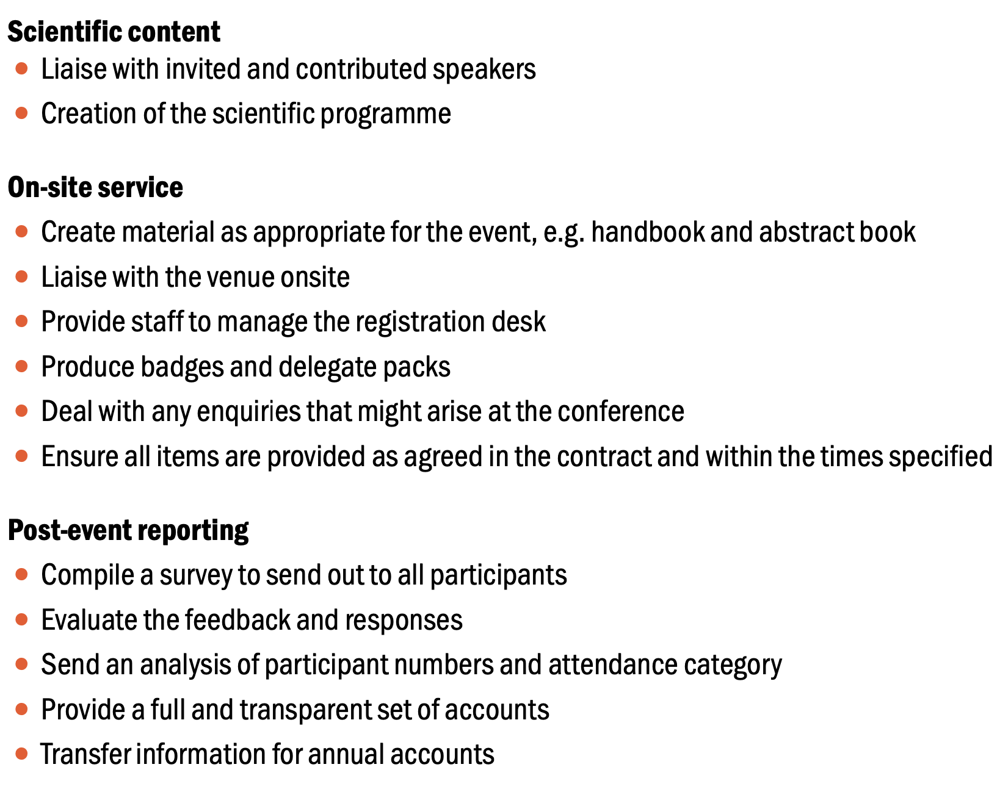 Scientific content
• Liaise with invited and contributed speakers
• Creation of the scientific programme
On-site service
• Create material as appropriate for the event, e.g. handbook and abstract book
• Liaise with the venue onsite
• Provide staff to manage the registration desk
• Produce badges and delegate packs
• Deal with any enquiries that might arise at the conference
• Ensure all items are provided as agreed in the contract and within the times specified
Post-event reporting
• Compile a survey to send out to all participants
• Evaluate the feedback and responses
• Send an analysis of participant numbers and attendance category
• Provide a full and transparent set of accounts
• Transfer information for annual accounts